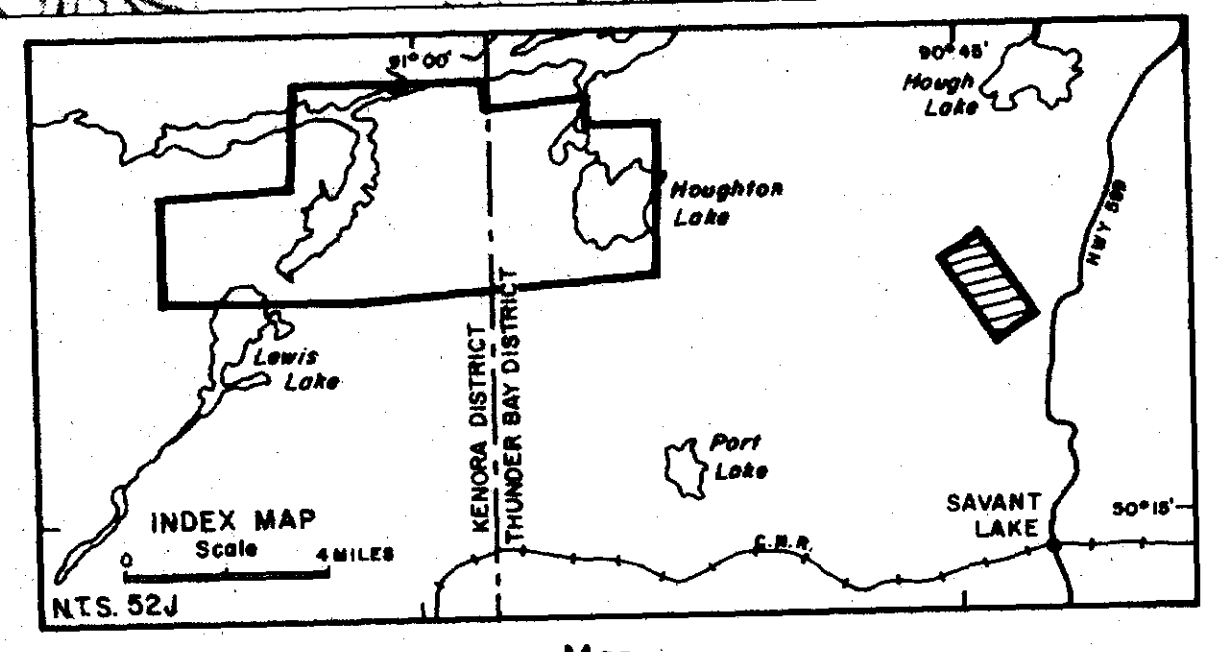 91°00'
90°45'
Hough
Lake
Houghton
Lake
HWY 599
Lewis
Lake
KENORA DISTRICT
THUNDER BAY DISTRICT
Port
Lake
INDEX MAP
Scale
0 4 MILES
SAVANT
LAKE
50°15'
C.N.R.
N.T.S. 52J